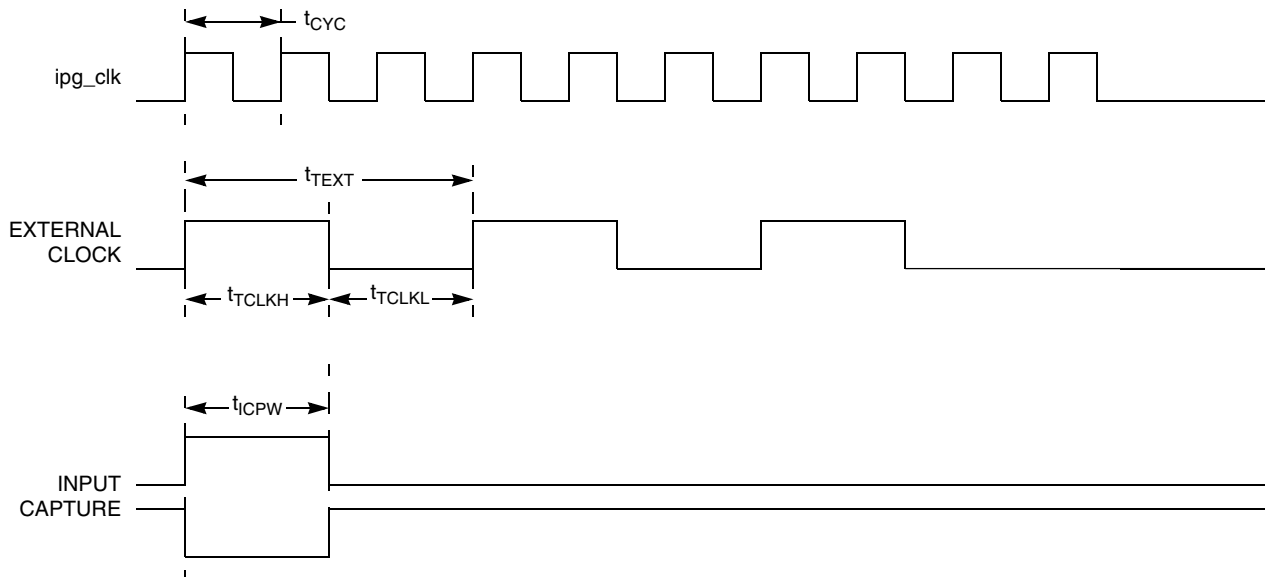 tCYC
ipg_clk
tTEXT
EXTERNAL
CLOCK
tTCLKH
tTCLKL
tICPW
INPUT
CAPTURE